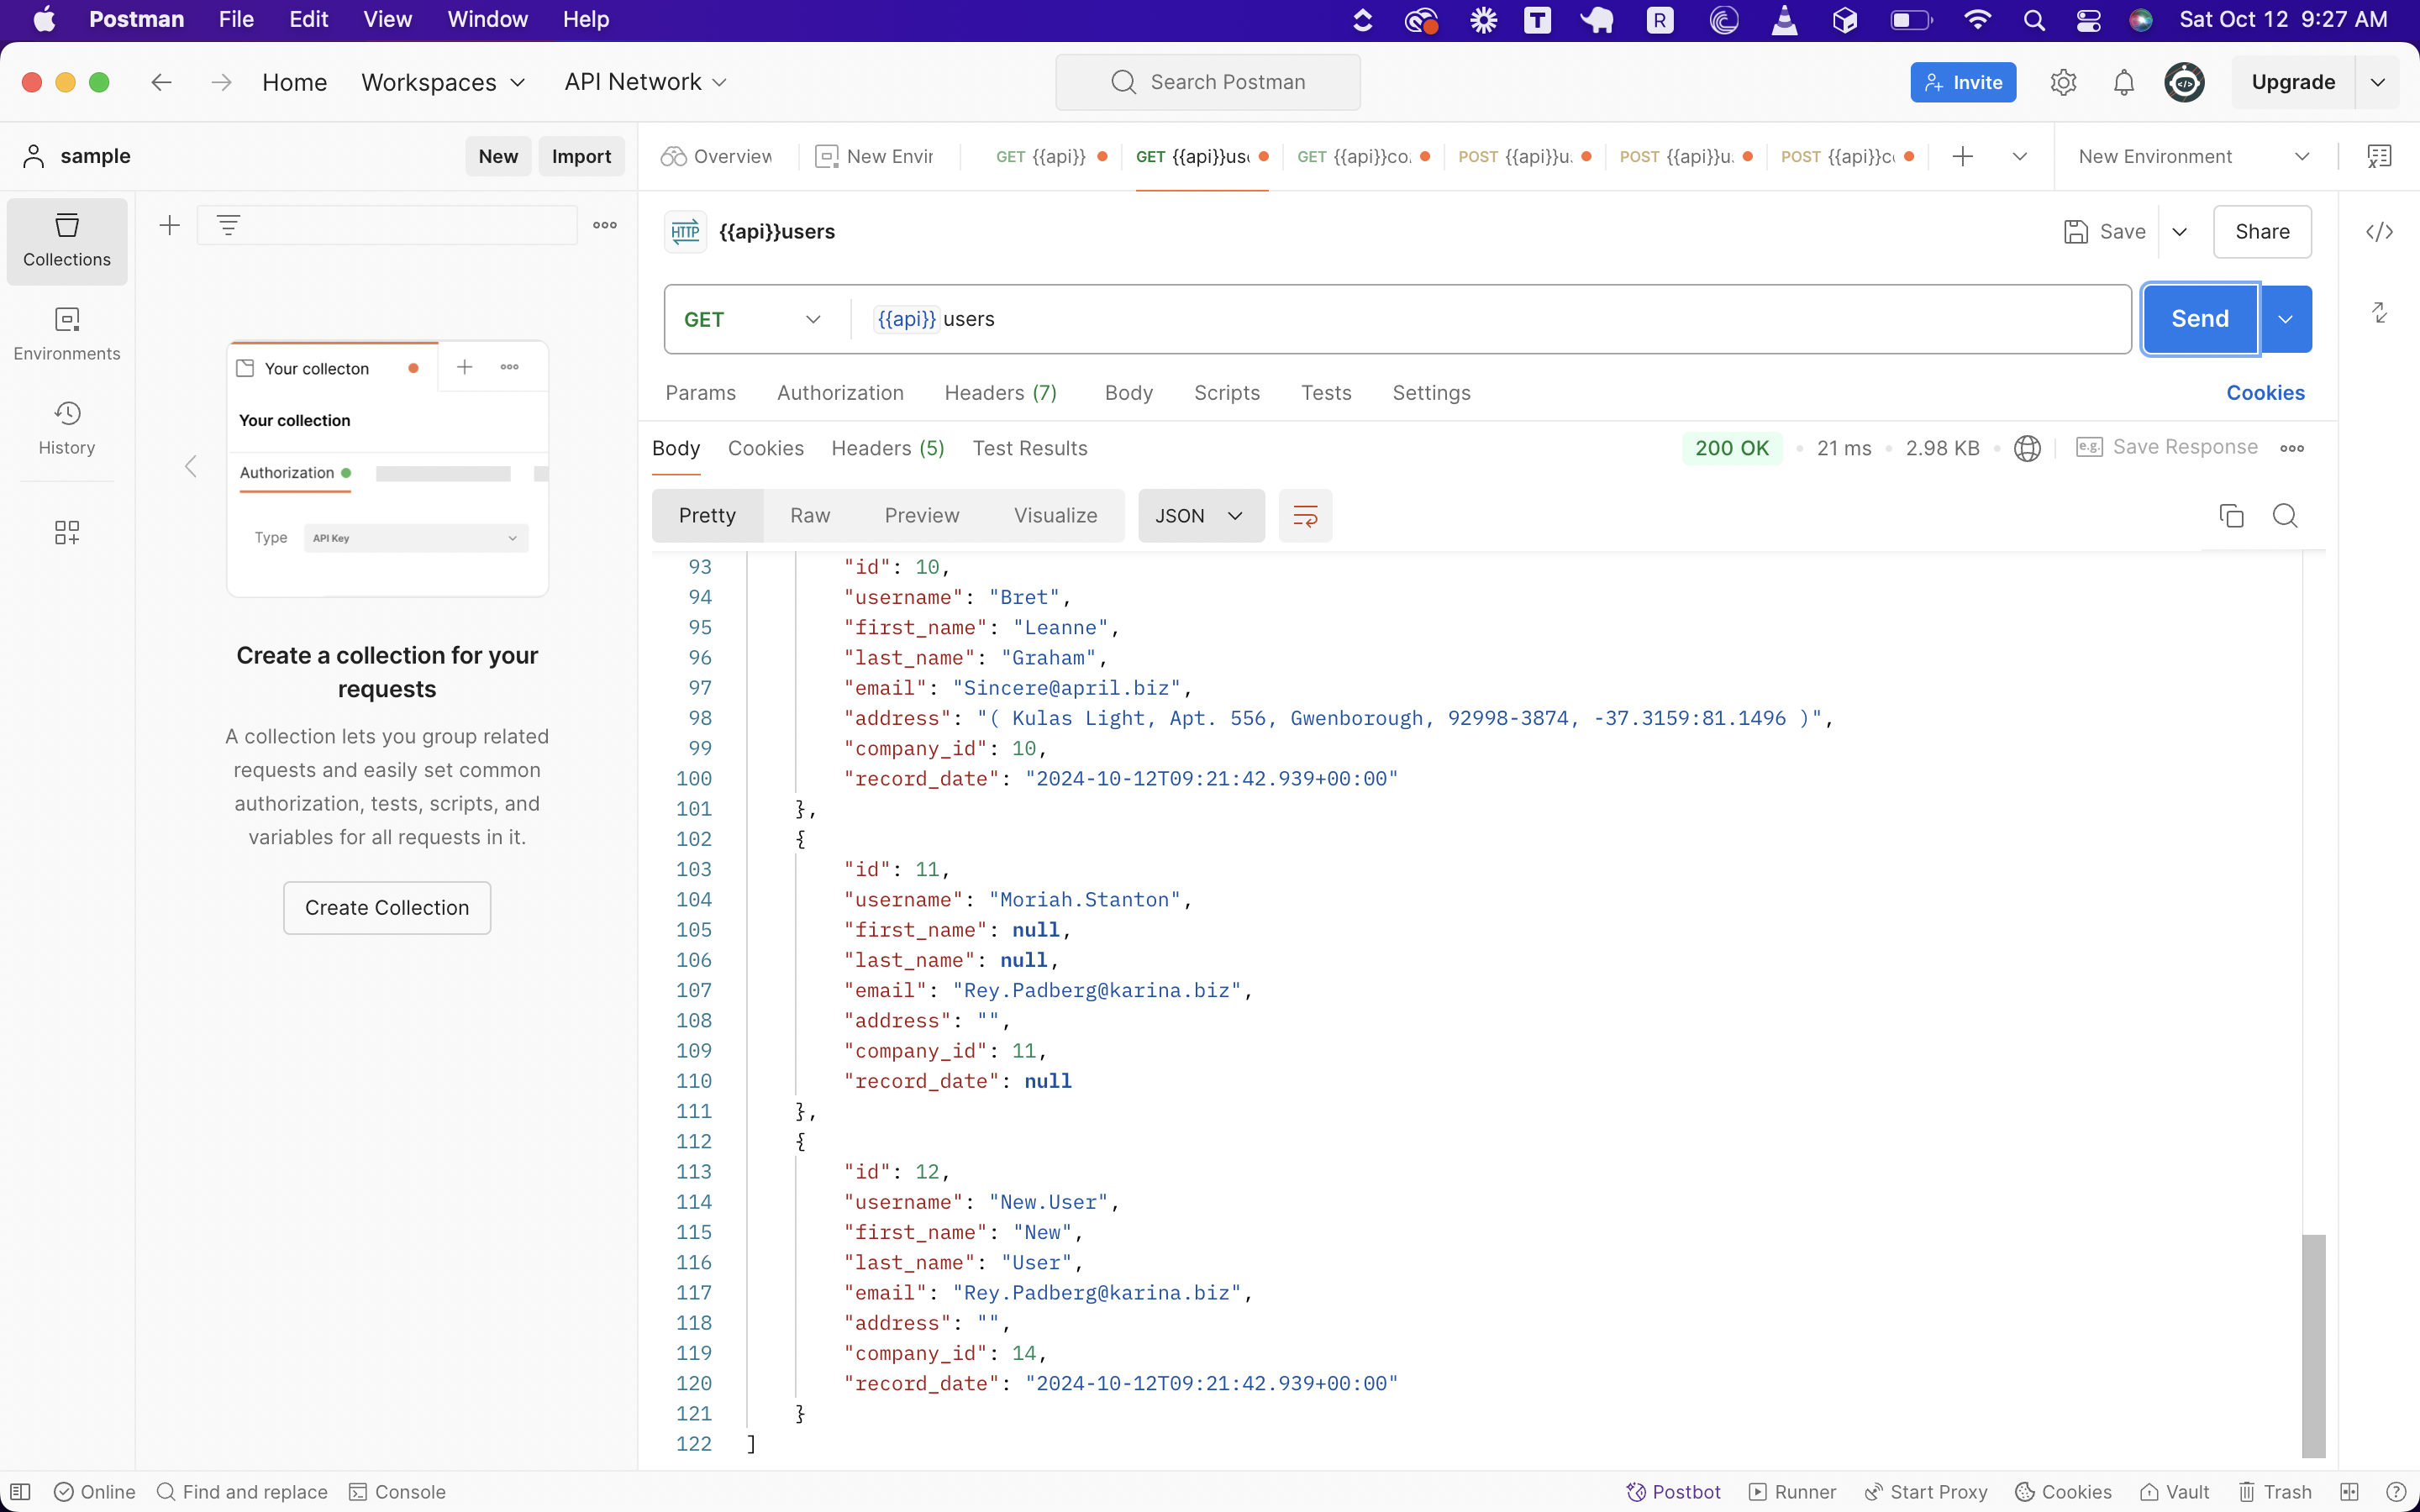 Postman File Edit View Window Help Sat Oct 12 9:27 AM
Home Workspaces API Network Search Postman Invite Upgrade
sample New Import Overview New Envir GET {{api}} GET {{api}}us GET {{api}}co. POST {{api}}u. POST {{api}}u. POST {{api}}c New Environment
Collections
Environments
History
Your collecton
Your collection
Authorization
Type API Key
Create a collection for your
requests
A collection lets you group related
requests and easily set common
authorization, tests, scripts, and
variables for all requests in it.
Create Collection
HTTP {{api}}users Save Share
GET {{api}} users Send
Params Authorization Headers (7) Body Scripts Tests Settings Cookies
Body Cookies Headers (5) Test Results 200 OK 21 ms 2.98 KB e.g. Save Response
Pretty Raw Preview Visualize JSON
93 "id": 10,
94 "username": "Bret",
95 "first_name": "Leanne",
96 "last_name": "Graham",
97 "email": "Sincere@april.biz",
98 "address": "( Kulas Light, Apt. 556, Gwenborough, 92998-3874, -37.3159:81.1496 )",
99 "company_id": 10,
100 "record_date": "2024-10-12T09:21:42.939+00:00"
101 },
102 {
103 "id": 11,
104 "username": "Moriah.Stanton",
105 "first_name": null,
106 "last_name": null,
107 "email": "Rey.Padberg@karina.biz",
108 "address": "",
109 "company_id": 11,
110 "record_date": null
111 },
112 {
113 "id": 12,
114 "username": "New.User",
115 "first_name": "New",
116 "last_name": "User",
117 "email": "Rey.Padberg@karina.biz",
118 "address": "",
119 "company_id": 14,
120 "record_date": "2024-10-12T09:21:42.939+00:00"
121 }
122 ]
Online Find and replace Console Postbot Runner Start Proxy Cookies Vault Trash